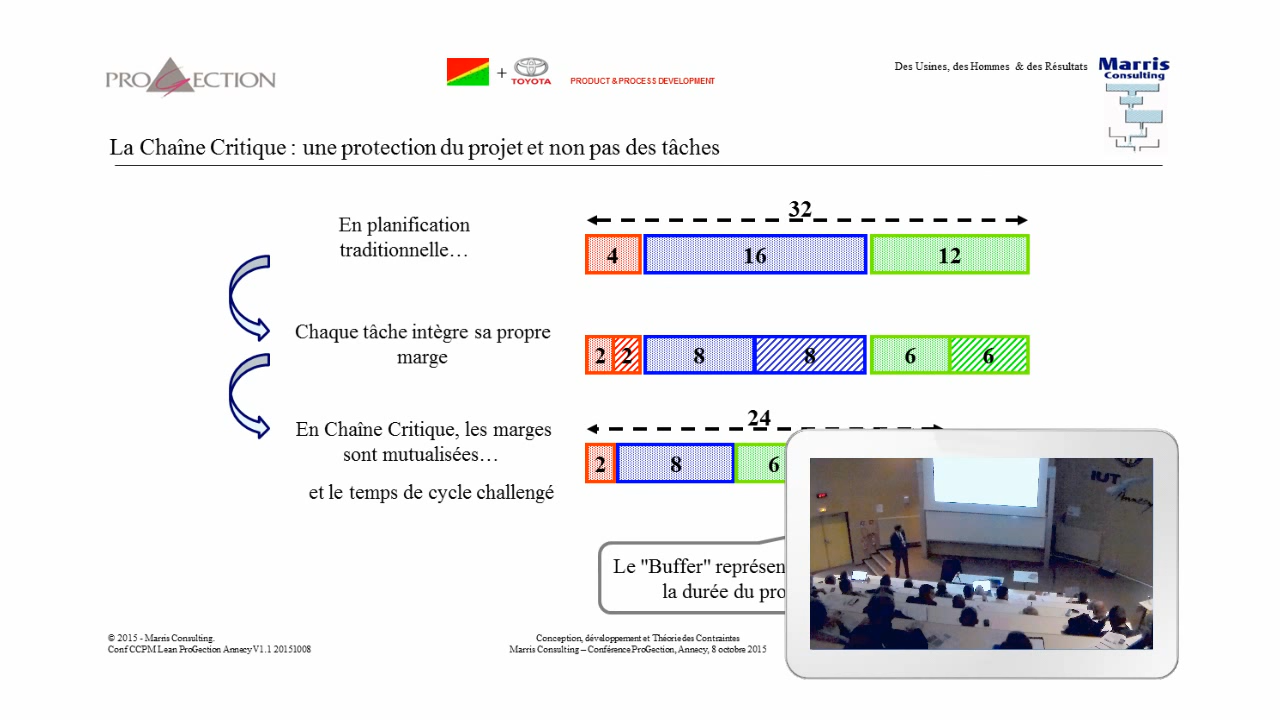 PROGECTION
+
TOYOTA
PRODUCT & PROCESS DEVELOPMENT
Des Usines, des Hommes & des Résultats
Marris
Consulting
La Chaîne Critique : une protection du projet et non pas des tâches
En planification
traditionnelle…
32
4 16 12
Chaque tâche intègre sa propre
marge
2 2 8 8 6 6
En Chaîne Critique, les marges
sont mutualisées…
et le temps de cycle challengé
24
2 8 6
Le "Buffer" représen
la durée du pro
IUT
Annecy
© 2015 - Marris Consulting.
Conf CCPM Lean ProGection Annecy V1.1 20151008
Conception, développement et Théorie des Contraintes
Marris Consulting – Conférence ProGection, Annecy, 8 octobre 2015